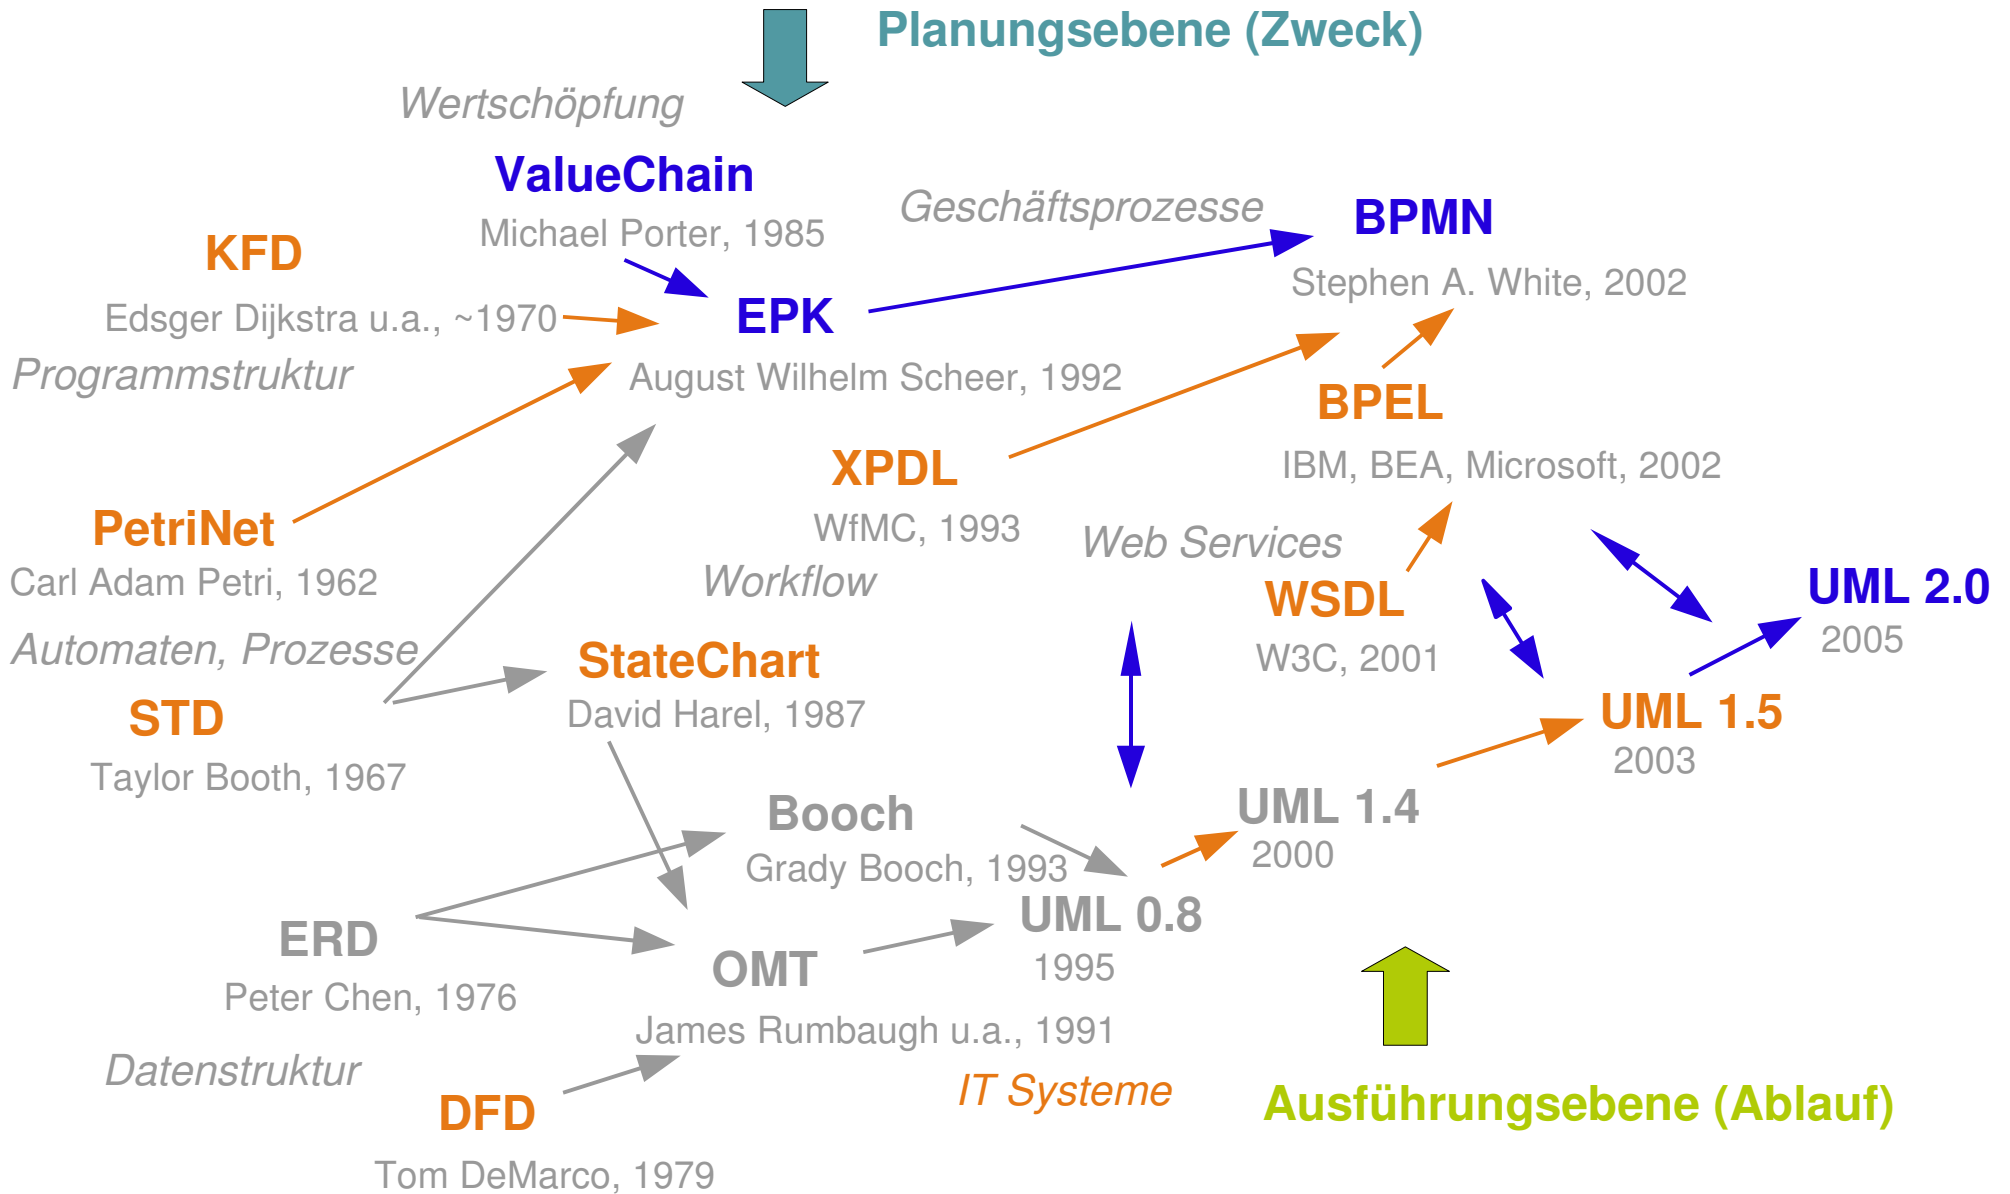 Planungsebene (Zweck)
Wertschöpfung
ValueChain
Michael Porter, 1985
Geschäftsprozesse
BPMN
Stephen A. White, 2002
KFD
Edsger Dijkstra u.a., ~1970
Programmstruktur
EPK
August Wilhelm Scheer, 1992
BPEL
IBM, BEA, Microsoft, 2002
XPDL
WfMC, 1993
Workflow
Web Services
PetriNet
Carl Adam Petri, 1962
Automaten, Prozesse
WSDL
W3C, 2001
UML 2.0
2005
StateChart
David Harel, 1987
STD
Taylor Booth, 1967
UML 1.5
2003
Booch
Grady Booch, 1993
UML 1.4
2000
ERD
Peter Chen, 1976
UML 0.8
1995
OMT
James Rumbaugh u.a., 1991
Datenstruktur
IT Systeme
DFD
Tom DeMarco, 1979
Ausführungsebene (Ablauf)